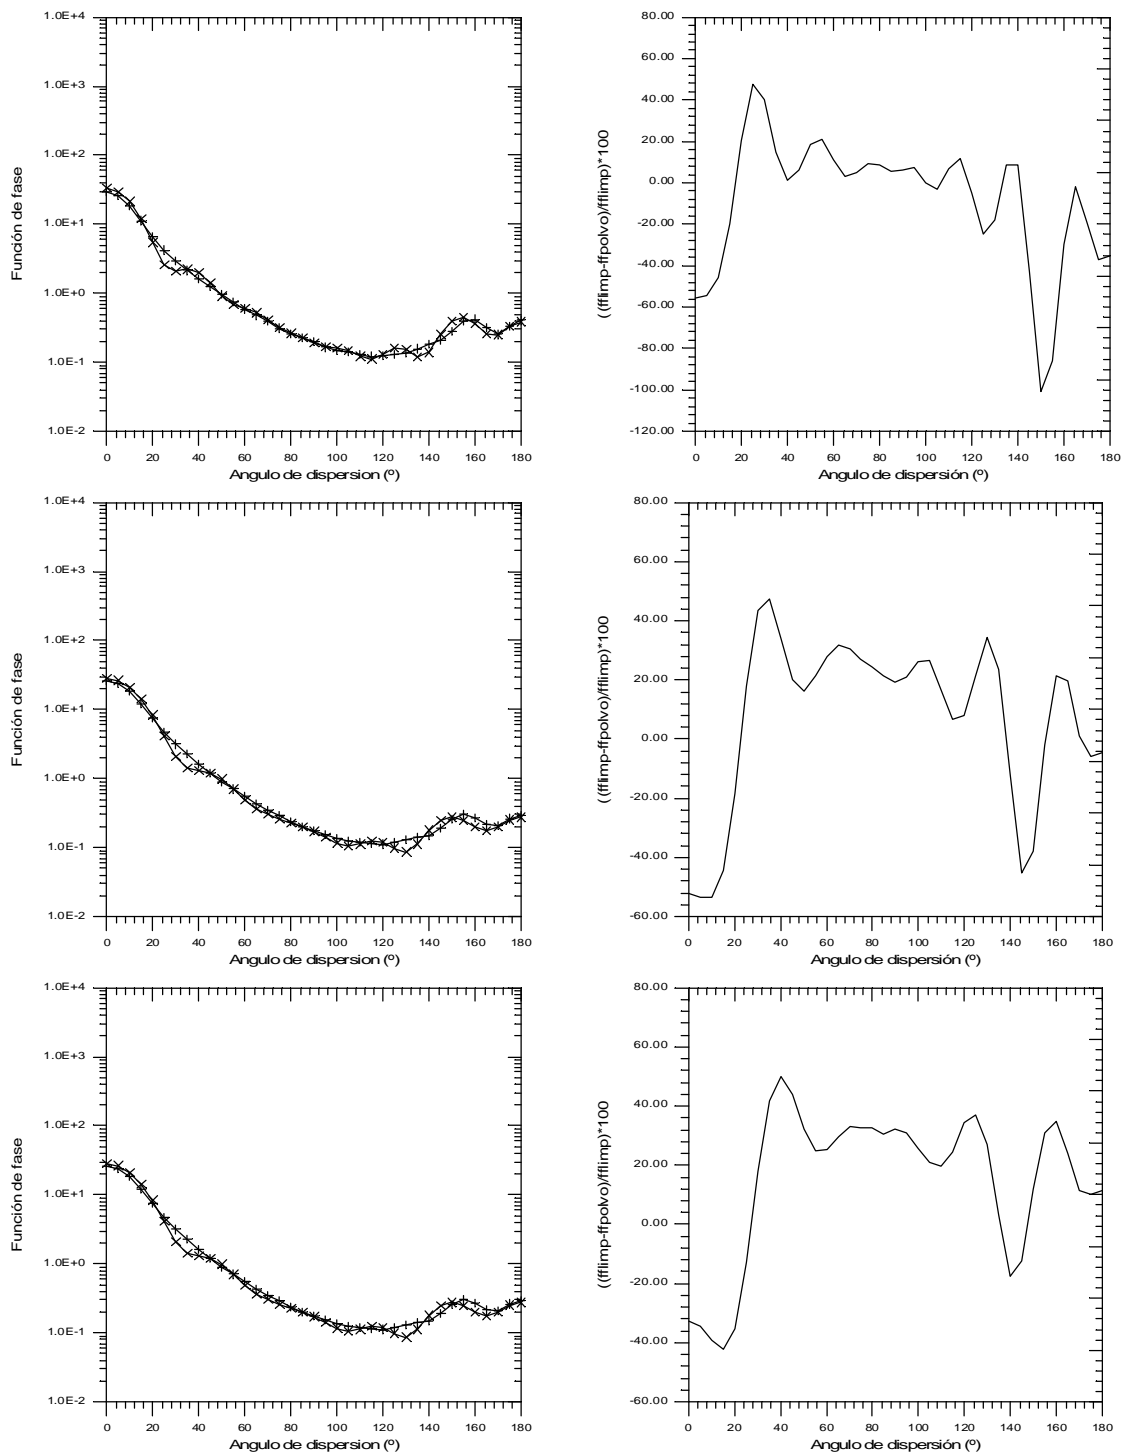 1.0E+4
1.0E+3
1.0E+2
1.0E+1
1.0E+0
1.0E-1
1.0E-2
Función de fase
0 20 40 60 80 100 120 140 160 180
Angulo de dispersion (º)
80.00
60.00
40.00
20.00
0.00
-20.00
-40.00
-60.00
-80.00
-100.00
-120.00
((fflimp-ffpolvo)/fflimp)*100
0 20 40 60 80 100 120 140 160 180
Angulo de dispersión (º)
1.0E+4
1.0E+3
1.0E+2
1.0E+1
1.0E+0
1.0E-1
1.0E-2
Función de fase
0 20 40 60 80 100 120 140 160 180
Angulo de dispersion (º)
80.00
60.00
40.00
20.00
0.00
-20.00
-40.00
-60.00
((fflimp-ffpolvo)/fflimp)*100
0 20 40 60 80 100 120 140 160 180
Angulo de dispersión (º)
1.0E+4
1.0E+3
1.0E+2
1.0E+1
1.0E+0
1.0E-1
1.0E-2
Función de fase
0 20 40 60 80 100 120 140 160 180
Angulo de dispersion (º)
80.00
60.00
40.00
20.00
0.00
-20.00
-40.00
-60.00
((fflimp-ffpolvo)/fflimp)*100
0 20 40 60 80 100 120 140 160 180
Angulo de dispersión (º)